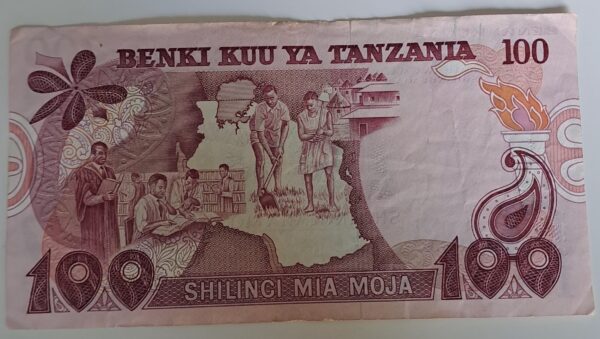 BENKI KUU YA TANZANIA 100
100 SHILINGI MIA MOJA 100